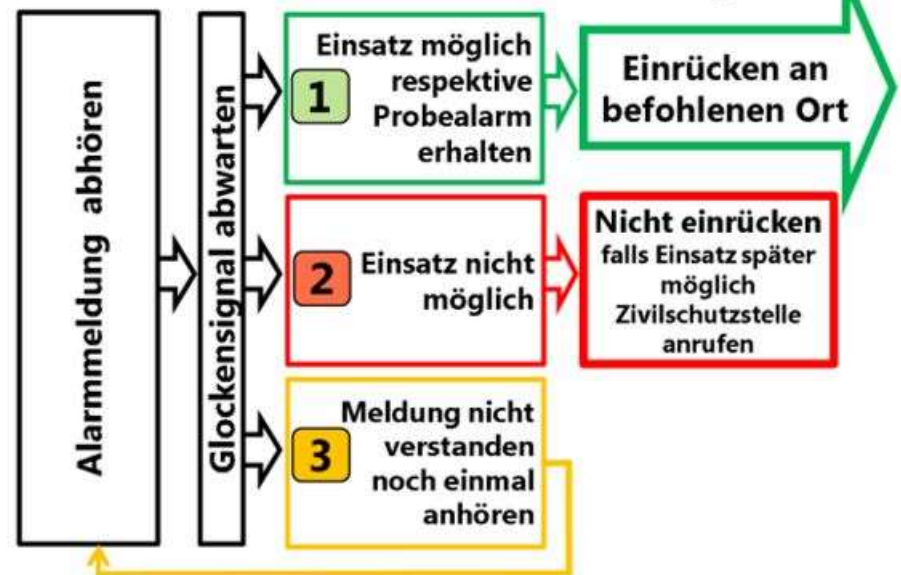 Alarmmeldung abhören
Glockensignal abwarten
1
Einsatz möglich
respektive
Probealarm
erhalten
Einrücken an
befohlenen Ort
2
Einsatz nicht
möglich
Nicht einrücken
falls Einsatz später
möglich
Zivilschutzstelle
anrufen
3
Meldung nicht
verstanden
noch einmal
anhören